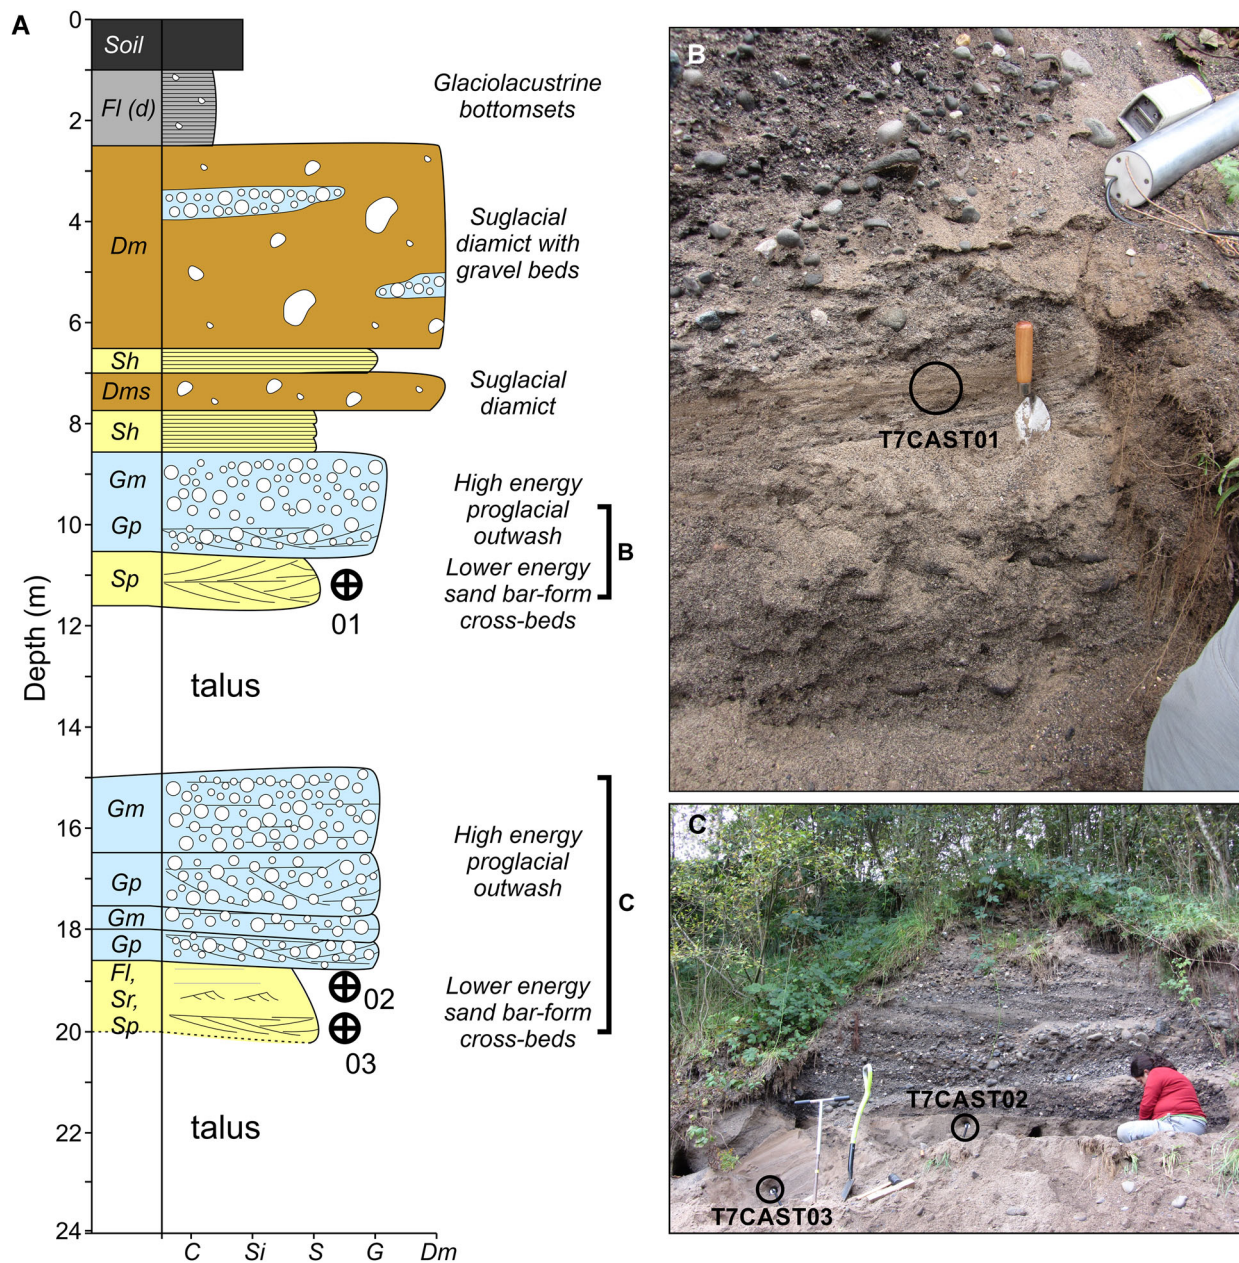 A
0
Soil
Fl (d)
Glaciolacustrine
bottomsets
2
Dm
4
Suglacial
diamict with
gravel beds
6
Sh
Dms
Suglacial
diamict
8
Sh
Gm
High energy
proglacial
outwash
10
Gp
B
Sp
01
Lower energy
sand bar-form
cross-beds
12
Depth (m)
talus
14
Gm
16
High energy
proglacial
outwash
Gp
C
Gm
18
Gp
Fl,
Sr,
Sp
02
03
Lower energy
sand bar-form
cross-beds
20
talus
22
24
C Si S G Dm
B
T7CAST01
C
T7CAST02
T7CAST03